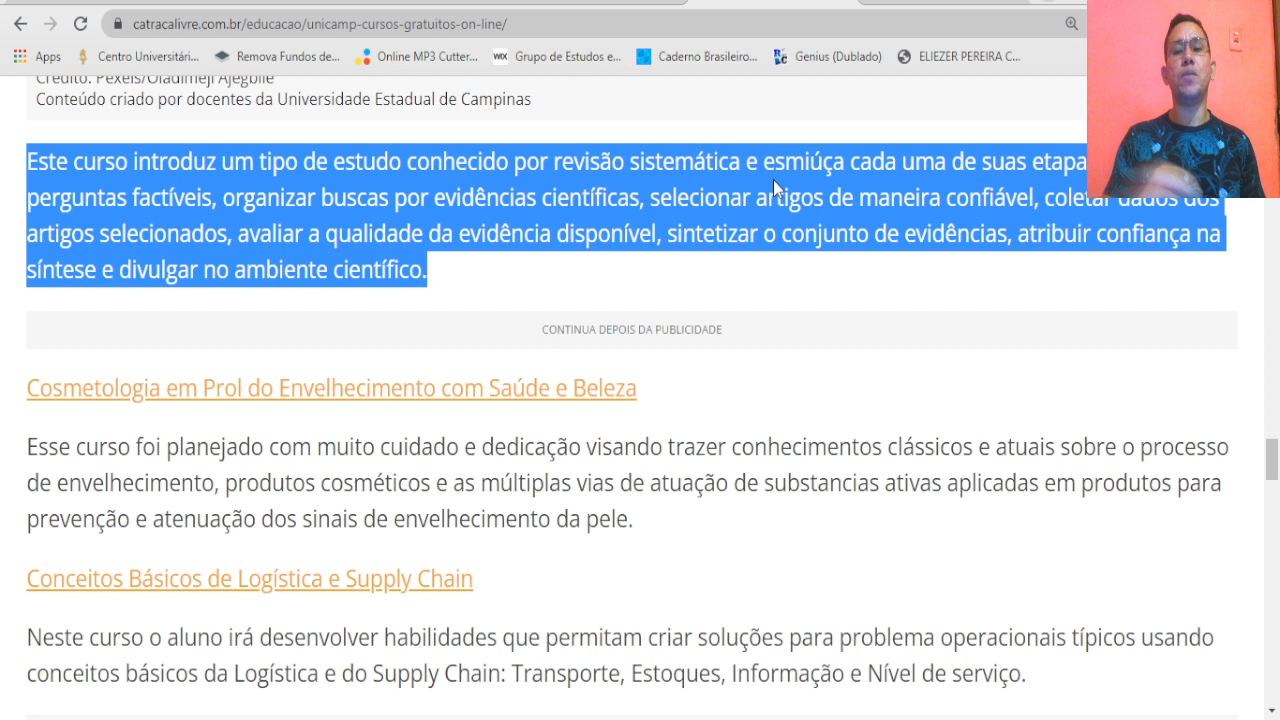 catracalivre.com.br/educacao/unicamp-cursos-gratuitos-on-line/
Apps Centro Universitári... Remova Fundos de... Online MP3 Cutter... WIX Grupo de Estudos e... Caderno Brasileiro... Genius (Dublado) ELIEZER PEREIRA C...
Crédito: Pexels/Oladimeji Ajegbile
Conteúdo criado por docentes da Universidade Estadual de Campinas
Este curso introduz um tipo de estudo conhecido por revisão sistemática e esmiúça cada uma de suas etapa
perguntas factíveis, organizar buscas por evidências científicas, selecionar artigos de maneira confiável, coletar dados dos
artigos selecionados, avaliar a qualidade da evidência disponível, sintetizar o conjunto de evidências, atribuir confiança na
síntese e divulgar no ambiente científico.
CONTINUA DEPOIS DA PUBLICIDADE
Cosmetologia em Prol do Envelhecimento com Saúde e Beleza
Esse curso foi planejado com muito cuidado e dedicação visando trazer conhecimentos clássicos e atuais sobre o processo
de envelhecimento, produtos cosméticos e as múltiplas vias de atuação de substancias ativas aplicadas em produtos para
prevenção e atenuação dos sinais de envelhecimento da pele.
Conceitos Básicos de Logística e Supply Chain
Neste curso o aluno irá desenvolver habilidades que permitam criar soluções para problema operacionais típicos usando
conceitos básicos da Logística e do Supply Chain: Transporte, Estoques, Informação e Nível de serviço.